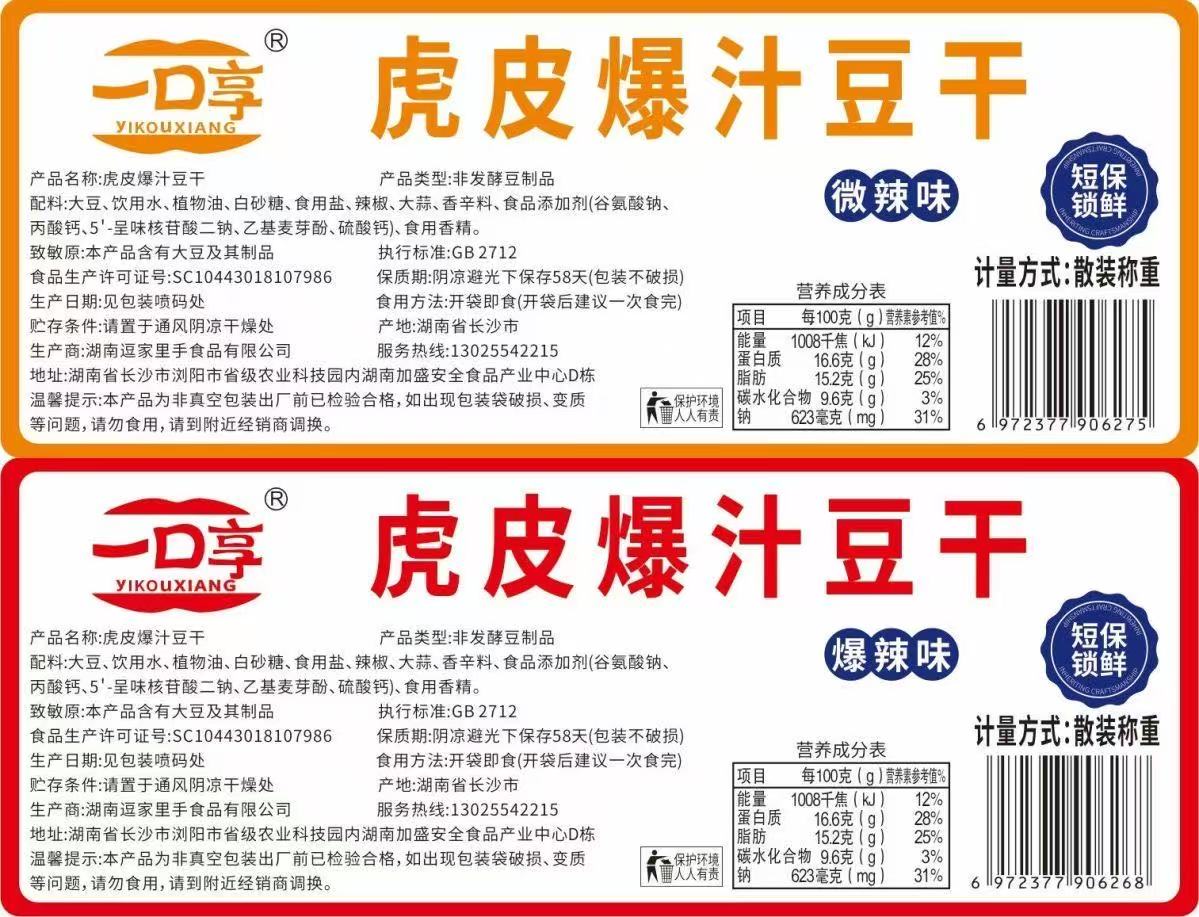 一口享®
YIKOUXIANG
虎皮爆汁豆干
微辣味
短保
锁鲜
INHERITING CRAFTSMANSHIP
INHERITING CRAFTSMANSHIP
产品名称:虎皮爆汁豆干 产品类型:非发酵豆制品
配料:大豆、饮用水、植物油、白砂糖、食用盐、辣椒、大蒜、香辛料、食品添加剂(谷氨酸钠、
丙酸钙、5'-呈味核苷酸二钠、乙基麦芽酚、硫酸钙)、食用香精。
致敏原:本产品含有大豆及其制品 执行标准:GB 2712
食品生产许可证号:SC10443018107986 保质期:阴凉避光下保存58天(包装不破损)
生产日期:见包装喷码处 食用方法:开袋即食(开袋后建议一次食完)
贮存条件:请置于通风阴凉干燥处 产地:湖南省长沙市
生产商:湖南逗家里手食品有限公司 服务热线:13025542215
地址:湖南省长沙市浏阳市省级农业科技园内湖南加盛安全食品产业中心D栋
温馨提示:本产品为非真空包装出厂前已检验合格,如出现包装袋破损、变质
等问题,请勿食用,请到附近经销商调换。
保护环境
人人有责
营养成分表
项目 每100克(g) 营养素参考值%
能量 1008千焦(kJ) 12%
蛋白质 16.6克(g) 28%
脂肪 15.2克(g) 25%
碳水化合物 9.6克(g) 3%
钠 623毫克(mg) 31%
计量方式:散装称重
6 972377 906275
一口享®
YIKOUXIANG
虎皮爆汁豆干
爆辣味
短保
锁鲜
INHERITING CRAFTSMANSHIP
INHERITING CRAFTSMANSHIP
产品名称:虎皮爆汁豆干 产品类型:非发酵豆制品
配料:大豆、饮用水、植物油、白砂糖、食用盐、辣椒、大蒜、香辛料、食品添加剂(谷氨酸钠、
丙酸钙、5'-呈味核苷酸二钠、乙基麦芽酚、硫酸钙)、食用香精。
致敏原:本产品含有大豆及其制品 执行标准:GB 2712
食品生产许可证号:SC10443018107986 保质期:阴凉避光下保存58天(包装不破损)
生产日期:见包装喷码处 食用方法:开袋即食(开袋后建议一次食完)
贮存条件:请置于通风阴凉干燥处 产地:湖南省长沙市
生产商:湖南逗家里手食品有限公司 服务热线:13025542215
地址:湖南省长沙市浏阳市省级农业科技园内湖南加盛安全食品产业中心D栋
温馨提示:本产品为非真空包装出厂前已检验合格,如出现包装袋破损、变质
等问题,请勿食用,请到附近经销商调换。
保护环境
人人有责
营养成分表
项目 每100克(g) 营养素参考值%
能量 1008千焦(kJ) 12%
蛋白质 16.6克(g) 28%
脂肪 15.2克(g) 25%
碳水化合物 9.6克(g) 3%
钠 623毫克(mg) 31%
计量方式:散装称重
6 972377 906268